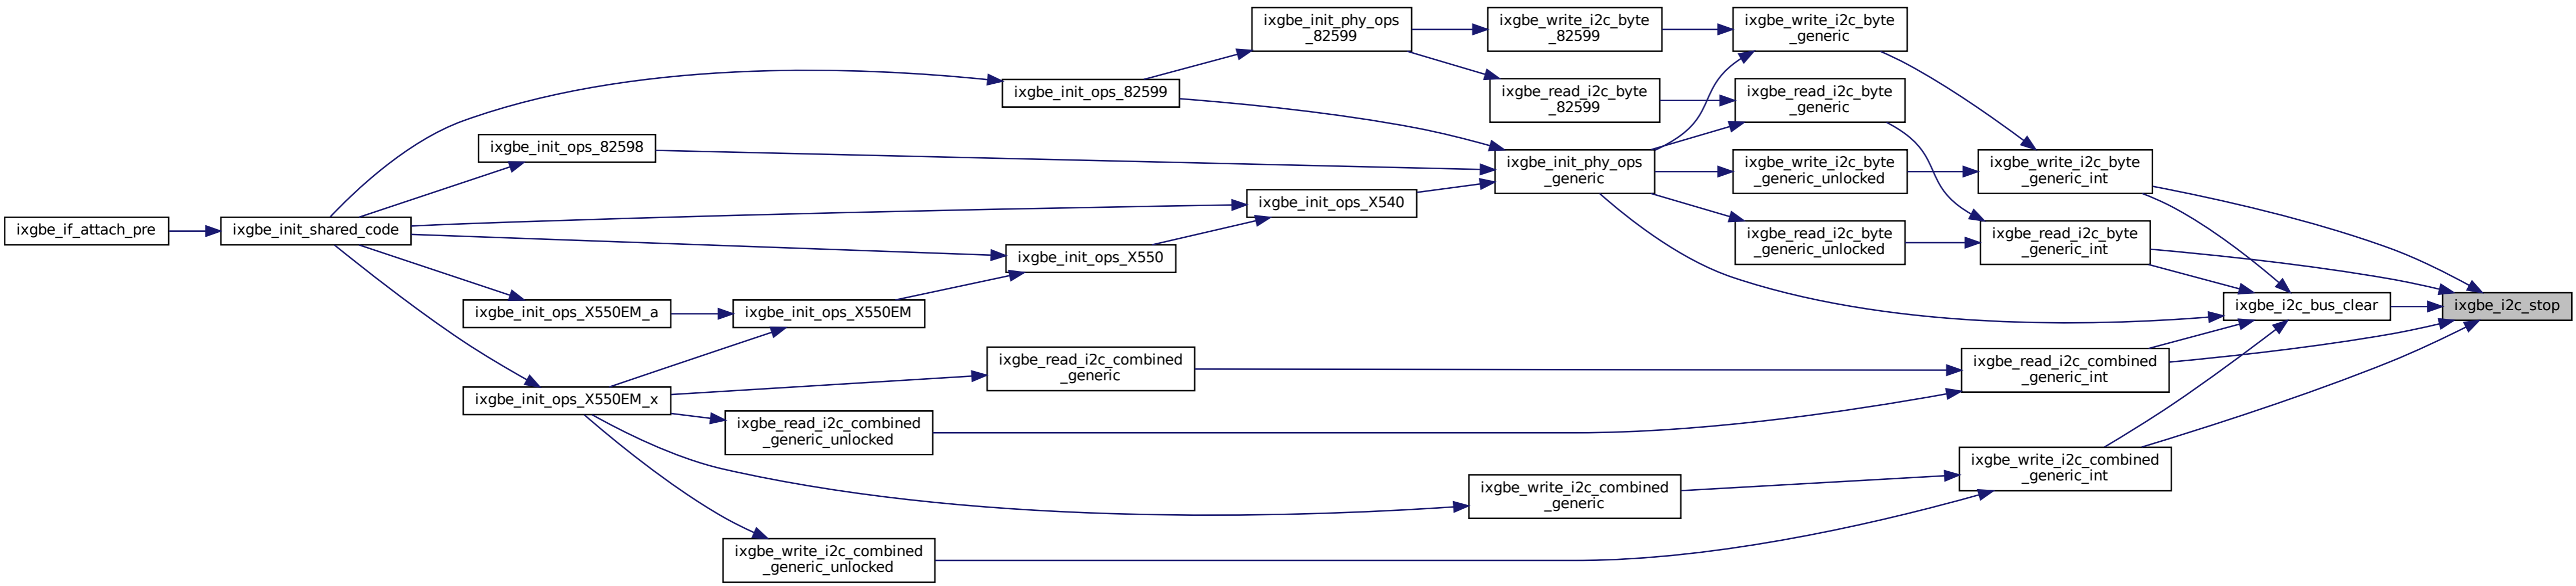 ixgbe_init_phy_ops
_82599
ixgbe_write_i2c_byte
_82599
ixgbe_write_i2c_byte
_generic
ixgbe_init_ops_82599
ixgbe_read_i2c_byte
_82599
ixgbe_read_i2c_byte
_generic
ixgbe_init_ops_82598
ixgbe_init_phy_ops
_generic
ixgbe_write_i2c_byte
_generic_unlocked
ixgbe_write_i2c_byte
_generic_int
ixgbe_init_ops_X540
ixgbe_if_attach_pre
ixgbe_init_shared_code
ixgbe_read_i2c_byte
_generic_unlocked
ixgbe_read_i2c_byte
_generic_int
ixgbe_init_ops_X550
ixgbe_init_ops_X550EM_a
ixgbe_init_ops_X550EM
ixgbe_i2c_bus_clear
ixgbe_i2c_stop
ixgbe_read_i2c_combined
_generic
ixgbe_read_i2c_combined
_generic_int
ixgbe_init_ops_X550EM_x
ixgbe_read_i2c_combined
_generic_unlocked
ixgbe_write_i2c_combined
_generic_int
ixgbe_write_i2c_combined
_generic
ixgbe_write_i2c_combined
_generic_unlocked